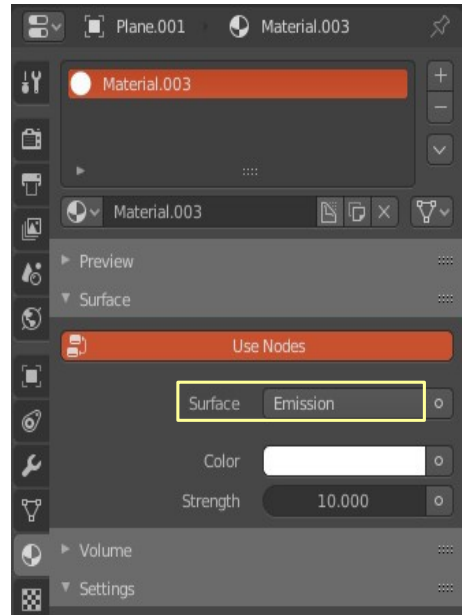 Plane.001 Material.003
Material.003
Material.003
Preview
Surface
Use Nodes
Surface Emission
Color
Strength 10.000
Volume
Settings